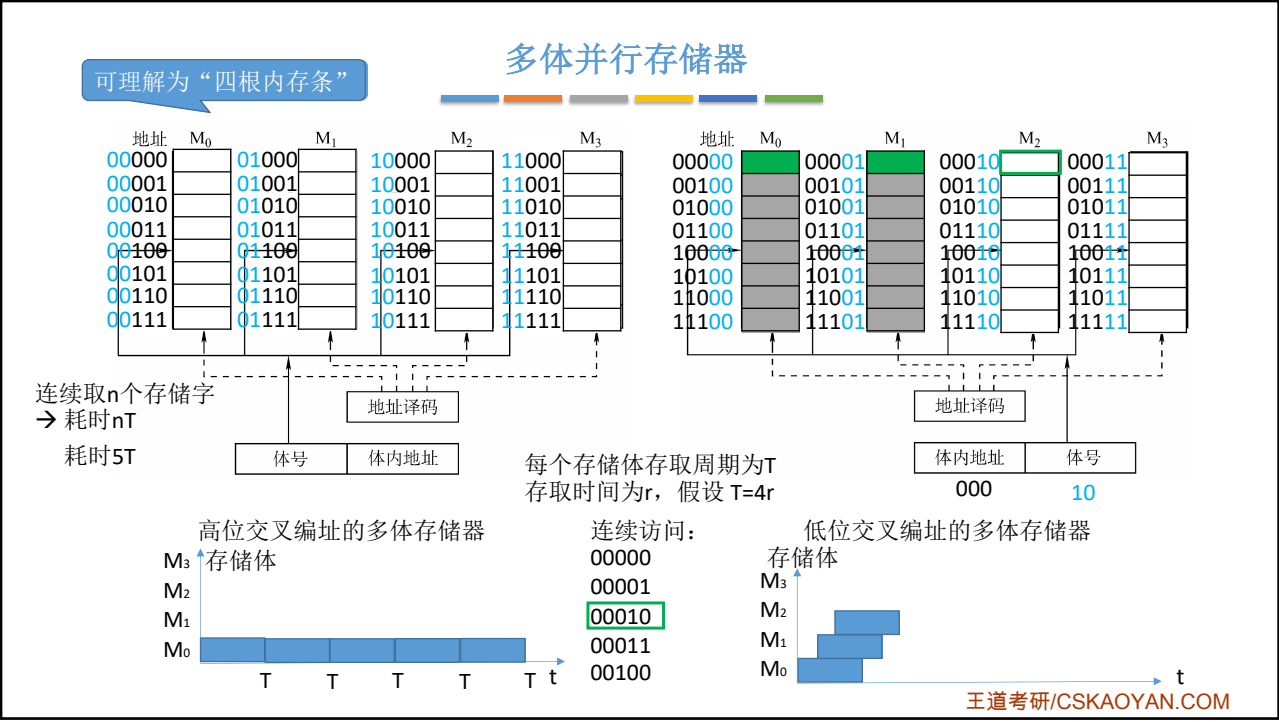 多体并行存储器
可理解为“四根内存条”
地址 M0 M1 M2 M3
00000 01000 10000 11000
00001 01001 10001 11001
00010 01010 10010 11010
00011 01011 10011 11011
00100 01100 10100 11100
00101 01101 10101 11101
00110 01110 10110 11110
00111 01111 10111 11111
地址译码
体号 体内地址
连续取n个存储字
→ 耗时nT
耗时5T
地址 M0 M1 M2 M3
00000 00001 00010 00011
00100 00101 00110 00111
01000 01001 01010 01011
01100 01101 01110 01111
10000 10001 10010 10011
10100 10101 10110 10111
11000 11001 11010 11011
11100 11101 11110 11111
地址译码
体内地址 体号
000 10
每个存储体存取周期为T
存取时间为r，假设 T=4r
高位交叉编址的多体存储器
存储体
M3
M2
M1
M0
T T T T T t
连续访问：
00000
00001
00010
00011
00100
低位交叉编址的多体存储器
存储体
M3
M2
M1
M0
t
王道考研/CSKAOYAN.COM